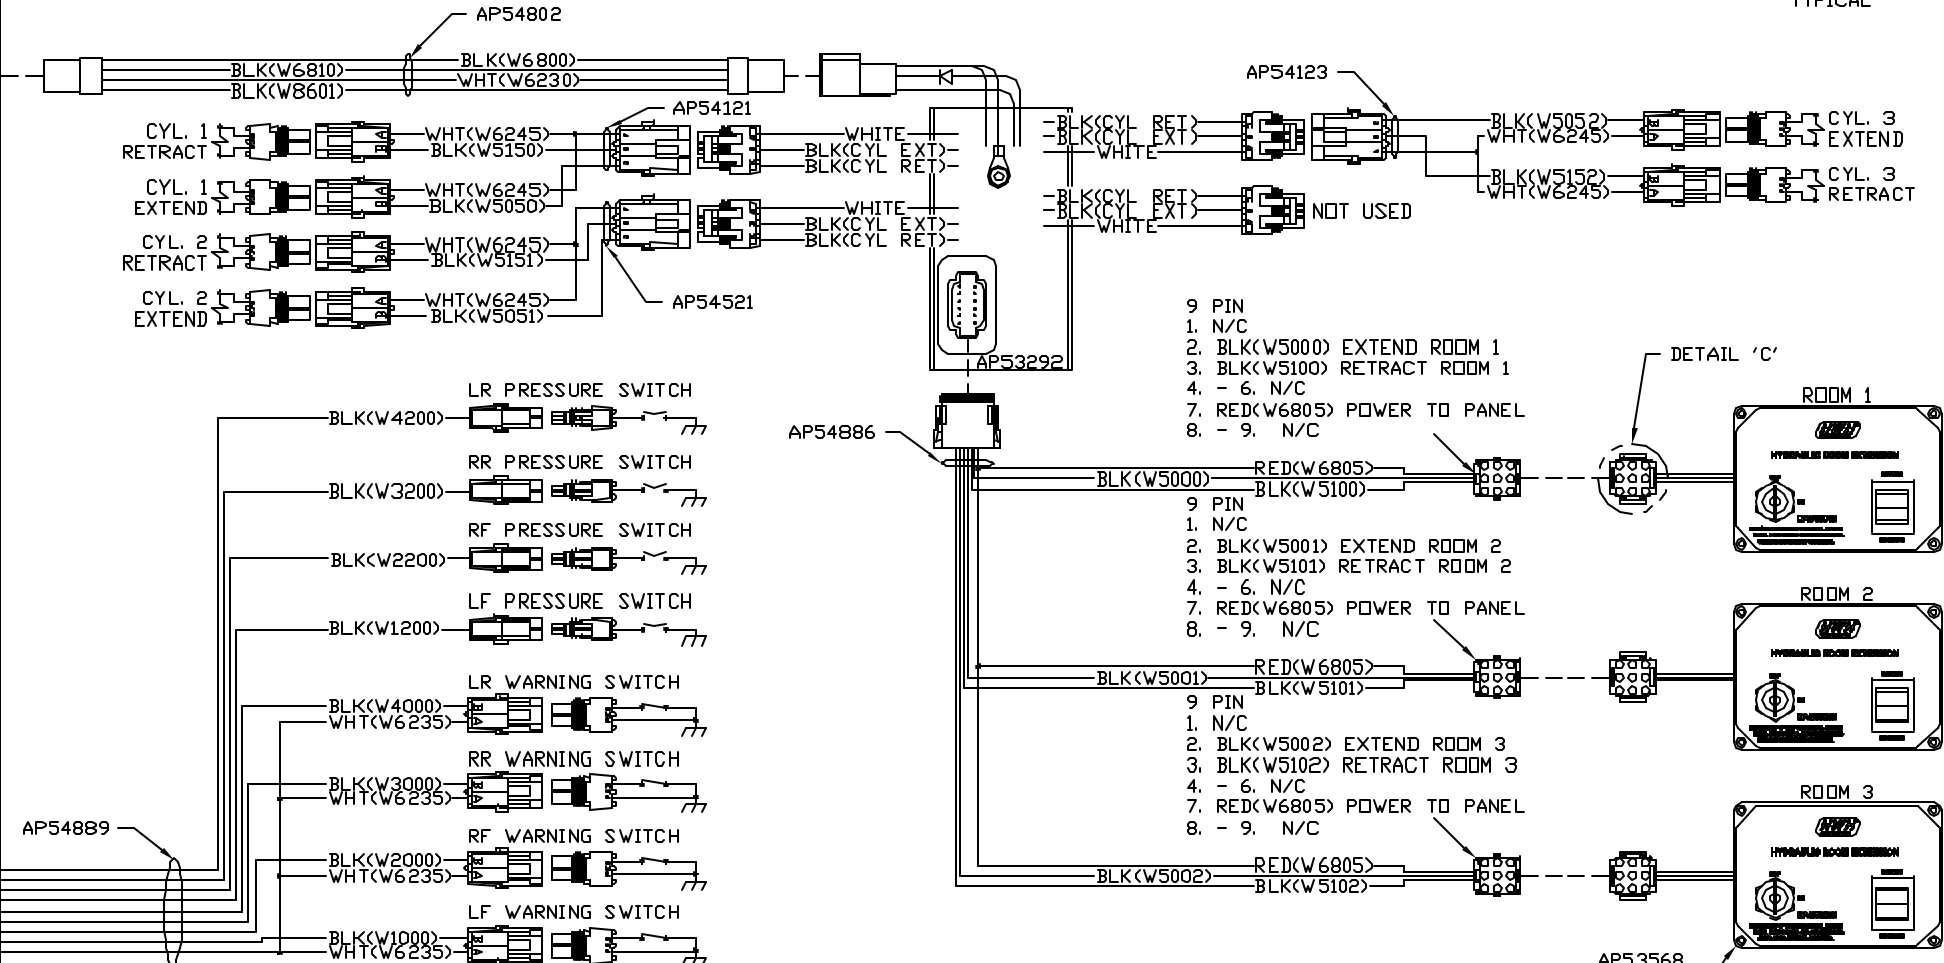 TYPICAL
AP54802
BLK(W6800)
BLK(W6810)
WHT(W6230)
BLK(W8601)
AP54121
CYL. 1
RETRACT
WHT(W6245)
BLK(W5150)
CYL. 1
EXTEND
WHT(W6245)
BLK(W5050)
CYL. 2
RETRACT
WHT(W6245)
BLK(W5151)
CYL. 2
EXTEND
WHT(W6245)
BLK(W5051)
AP54521
WHITE
BLK(CYL EXT)
BLK(CYL RET)
WHITE
BLK(CYL EXT)
BLK(CYL RET)
AP53292
AP54123
BLK(CYL RET)
BLK(CYL EXT)
WHITE
BLK(CYL RET)
BLK(CYL EXT)
WHITE
NOT USED
BLK(W5052)
WHT(W6245)
CYL. 3
EXTEND
BLK(W5152)
WHT(W6245)
CYL. 3
RETRACT
LR PRESSURE SWITCH
BLK(W4200)
RR PRESSURE SWITCH
BLK(W3200)
RF PRESSURE SWITCH
BLK(W2200)
LF PRESSURE SWITCH
BLK(W1200)
LR WARNING SWITCH
BLK(W4000)
WHT(W6235)
B
A
RR WARNING SWITCH
BLK(W3000)
WHT(W6235)
B
A
RF WARNING SWITCH
BLK(W2000)
WHT(W6235)
B
A
LF WARNING SWITCH
BLK(W1000)
WHT(W6235)
B
A
AP54889
AP54886
9 PIN
1. N/C
2. BLK(W5000) EXTEND ROOM 1
3. BLK(W5100) RETRACT ROOM 1
4. - 6. N/C
7. RED(W6805) POWER TO PANEL
8. - 9. N/C
RED(W6805)
BLK(W5000)
BLK(W5100)
DETAIL 'C'
ROOM 1
HYDRAULIC ROOM EXTENSION
9 PIN
1. N/C
2. BLK(W5001) EXTEND ROOM 2
3. BLK(W5101) RETRACT ROOM 2
4. - 6. N/C
7. RED(W6805) POWER TO PANEL
8. - 9. N/C
RED(W6805)
BLK(W5001)
BLK(W5101)
ROOM 2
HYDRAULIC ROOM EXTENSION
9 PIN
1. N/C
2. BLK(W5002) EXTEND ROOM 3
3. BLK(W5102) RETRACT ROOM 3
4. - 6. N/C
7. RED(W6805) POWER TO PANEL
8. - 9. N/C
RED(W6805)
BLK(W5002)
BLK(W5102)
ROOM 3
HYDRAULIC ROOM EXTENSION
AP53568